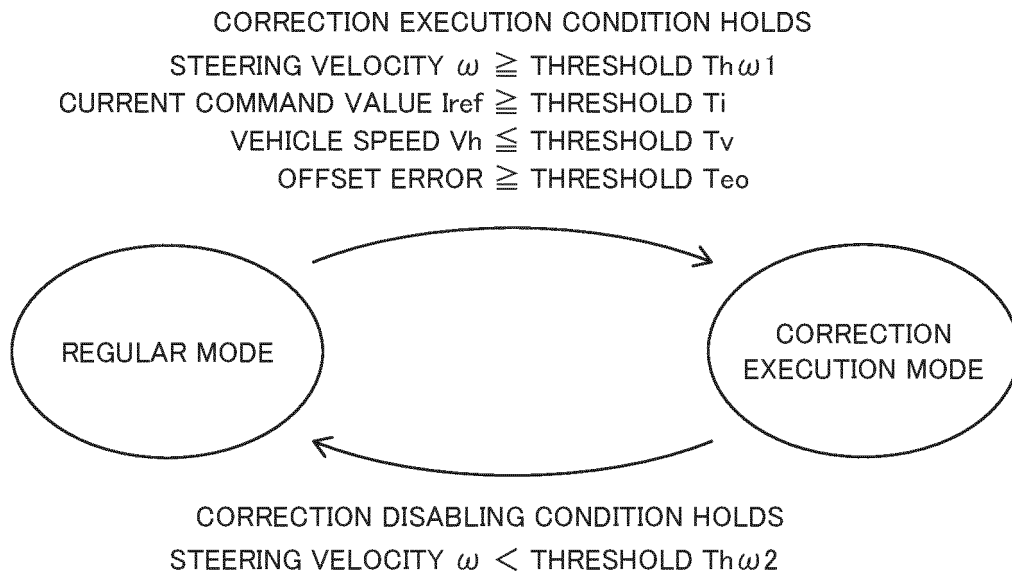 CORRECTION EXECUTION CONDITION HOLDS
STEERING VELOCITY ω ≧ THRESHOLD Thω1
CURRENT COMMAND VALUE Iref ≧ THRESHOLD Ti
VEHICLE SPEED Vh ≦ THRESHOLD Tv
OFFSET ERROR ≧ THRESHOLD Teo
REGULAR MODE
CORRECTION
EXECUTION MODE
CORRECTION DISABLING CONDITION HOLDS
STEERING VELOCITY ω < THRESHOLD Thω2